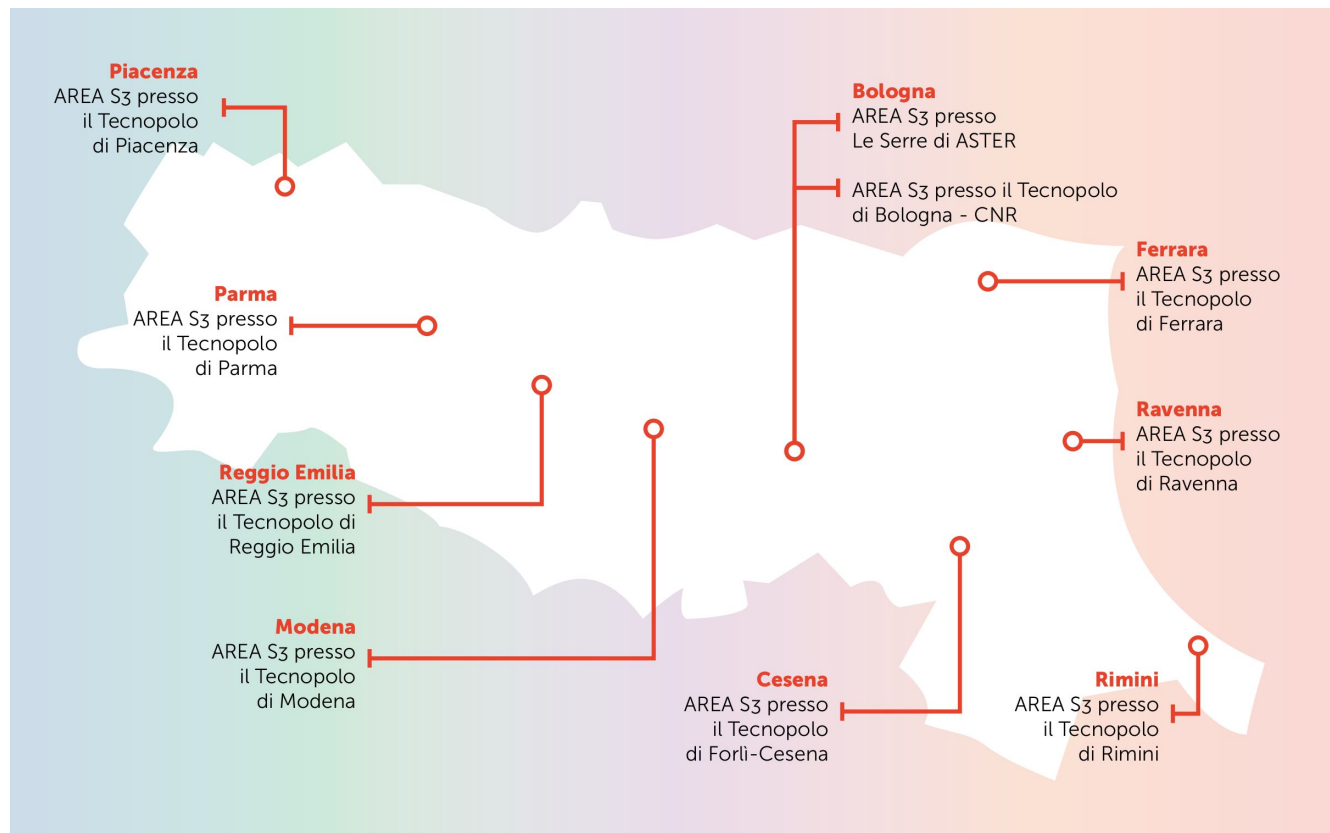 Piacenza
AREA S3 presso
il Tecnopolo
di Piacenza
Bologna
AREA S3 presso
Le Serre di ASTER
AREA S3 presso il Tecnopolo
di Bologna - CNR
Ferrara
AREA S3 presso
il Tecnopolo
di Ferrara
Parma
AREA S3 presso
il Tecnopolo
di Parma
Ravenna
AREA S3 presso
il Tecnopolo
di Ravenna
Reggio Emilia
AREA S3 presso
il Tecnopolo di
Reggio Emilia
Modena
AREA S3 presso
il Tecnopolo
di Modena
Cesena
AREA S3 presso
il Tecnopolo
di Forlì-Cesena
Rimini
AREA S3 presso
il Tecnopolo
di Rimini